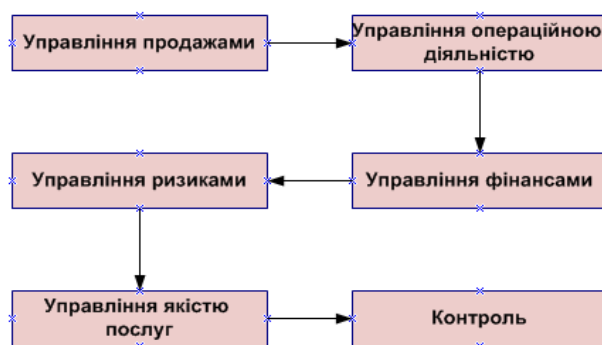 Управління продажами
Управління операційною
діяльністю
Управління ризиками
Управління фінансами
Управління якістю
послуг
Контроль